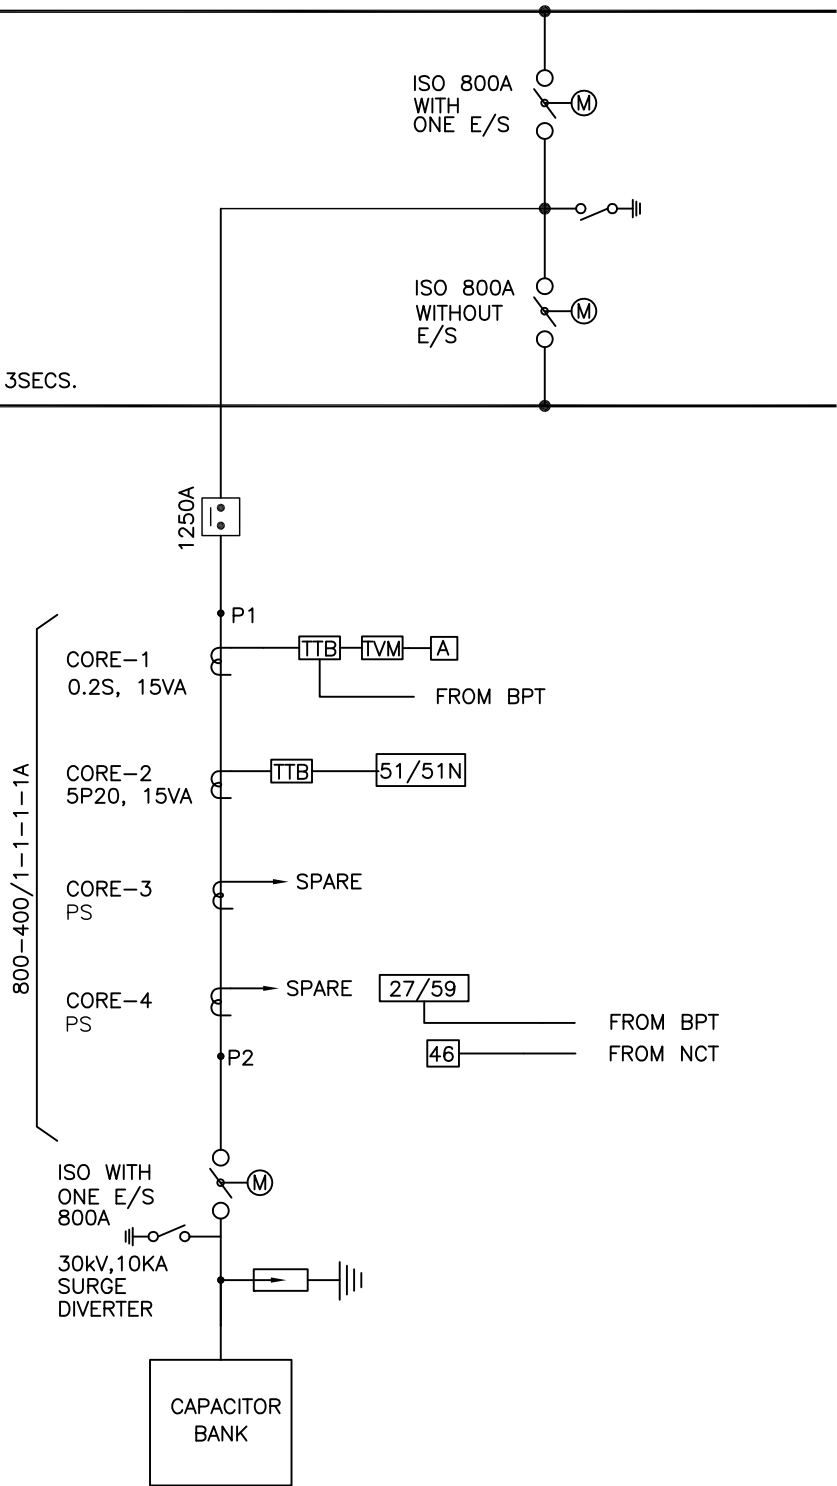 ISO 800A
WITH
ONE E/S
M
ISO 800A
WITHOUT
E/S
M
3SECS.
1250A
P1
CORE-1
0.2S, 15VA
TTB
TVM
A
FROM BPT
CORE-2
5P20, 15VA
TTB
51/51N
800-400/1-1-1-1A
CORE-3
PS
SPARE
CORE-4
PS
SPARE
27/59
FROM BPT
46
FROM NCT
P2
ISO WITH
ONE E/S
800A
M
30kV,10KA
SURGE
DIVERTER
CAPACITOR
BANK